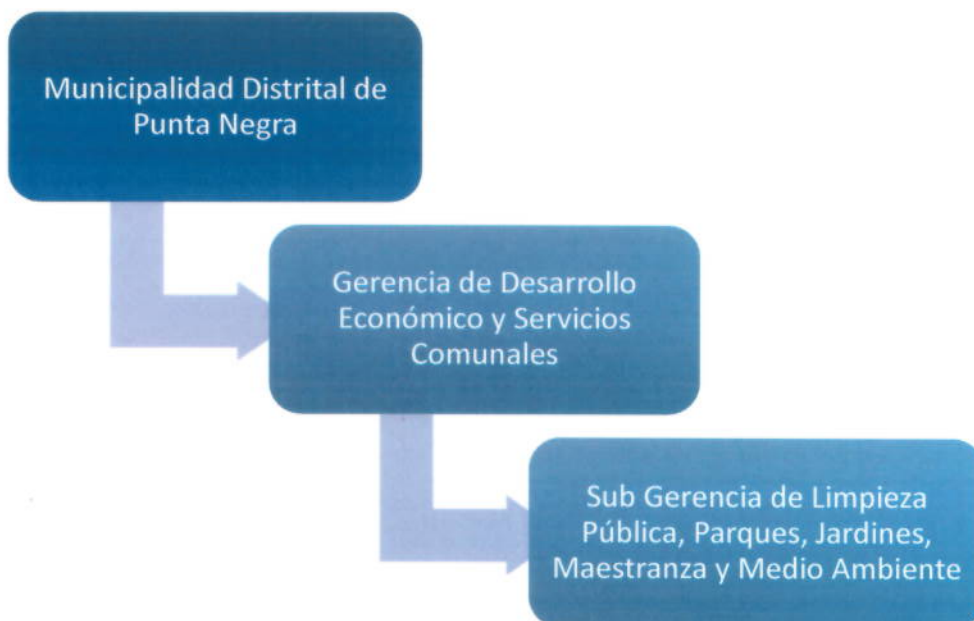 Municipalidad Distrital de
Punta Negra
Gerencia de Desarrollo
Económico y Servicios
Comunales
Sub Gerencia de Limpieza
Pública, Parques, Jardines,
Maestranza y Medio Ambiente